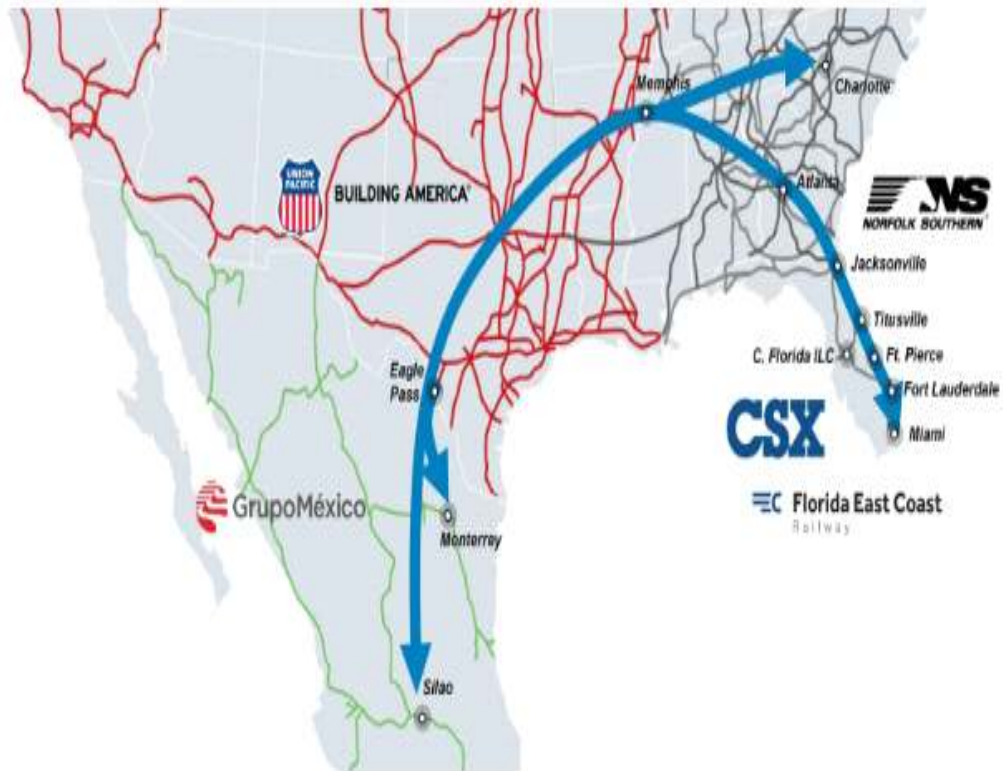 Memphis
Charlotte
UNION
PACIFIC
BUILDING AMERICA®
Atlanta
NS
NORFOLK SOUTHERN®
Jacksonville
Titusville
C. Florida ILC
Ft. Pierce
Eagle
Pass
Fort Lauderdale
CSX
Miami
GrupoMéxico
Florida East Coast
Railway
Monterrey
Silao